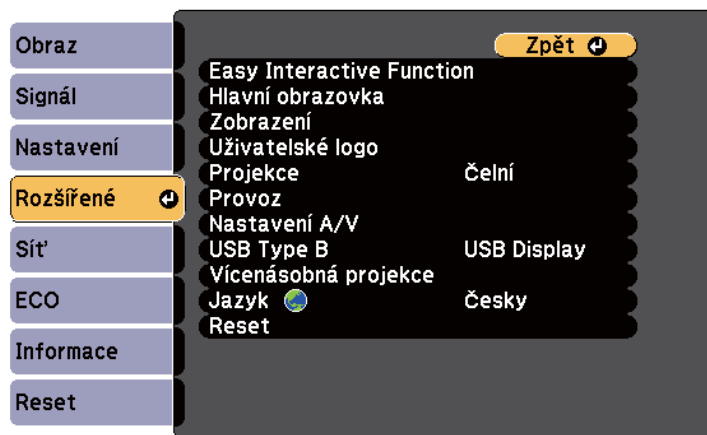 Obraz
Signál
Nastavení
Rozšířené
Síť
ECO
Informace
Reset
Zpět
Easy Interactive Function
Hlavní obrazovka
Zobrazení
Uživatelské logo
Projekce Čelní
Provoz
Nastavení A/V
USB Type B USB Display
Vícenásobná projekce
Jazyk Česky
Reset